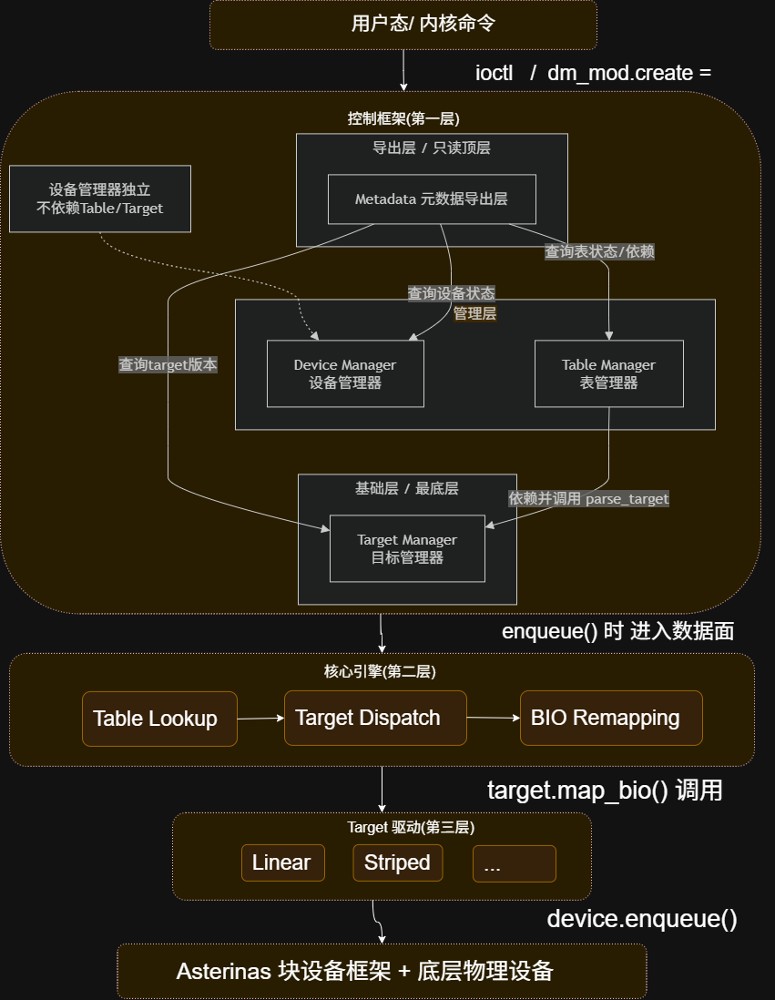 用户态/ 内核命令
ioctl / dm_mod.create =
控制框架(第一层)
导出层 / 只读顶层
设备管理器独立
不依赖Table/Target
Metadata 元数据导出层
查询表状态/依赖
查询设备状态
管理层
查询target版本
Device Manager
设备管理器
Table Manager
表管理器
基础层 / 最底层
依赖并调用 parse_target
Target Manager
目标管理器
enqueue() 时 进入数据面
核心引擎(第二层)
Table Lookup
Target Dispatch
BIO Remapping
target.map_bio() 调用
Target 驱动(第三层)
Linear
Striped
...
device.enqueue()
Asterinas 块设备框架 + 底层物理设备